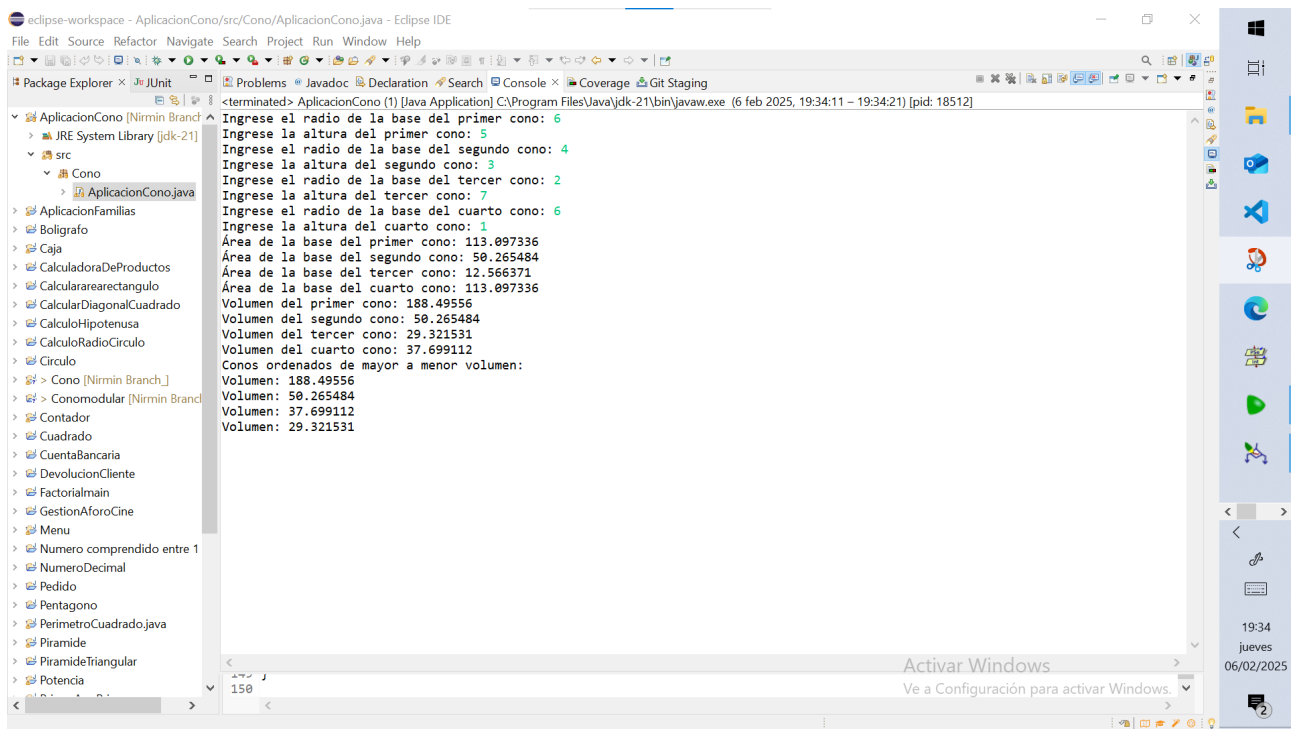 eclipse-workspace - AplicacionCono/src/Cono/AplicacionCono.java - Eclipse IDE
File Edit Source Refactor Navigate Search Project Run Window Help
Package Explorer × JUnit
Problems Javadoc Declaration Search Console × Coverage Git Staging
<terminated> AplicacionCono (1) [Java Application] C:\Program Files\Java\jdk-21\bin\javaw.exe (6 feb 2025, 19:34:11 – 19:34:21) [pid: 18512]
AplicacionCono [Nirmin Branch
JRE System Library [jdk-21]
src
Cono
AplicacionCono.java
AplicacionFamilias
Boligrafo
Caja
CalculadoraDeProductos
Calculararearectangulo
CalcularDiagonalCuadrado
CalculoHipotenusa
CalculoRadioCirculo
Circulo
> Cono [Nirmin Branch_]
> Conomodular [Nirmin Branch
Contador
Cuadrado
CuentaBancaria
DevolucionCliente
Factorialmain
GestionAforoCine
Menu
Numero comprendido entre 1
NumeroDecimal
Pedido
Pentagono
PerimetroCuadrado.java
Piramide
PiramideTriangular
Potencia
Ingrese el radio de la base del primer cono: 6
Ingrese la altura del primer cono: 5
Ingrese el radio de la base del segundo cono: 4
Ingrese la altura del segundo cono: 3
Ingrese el radio de la base del tercer cono: 2
Ingrese la altura del tercer cono: 7
Ingrese el radio de la base del cuarto cono: 6
Ingrese la altura del cuarto cono: 1
Área de la base del primer cono: 113.097336
Área de la base del segundo cono: 50.265484
Área de la base del tercer cono: 12.566371
Área de la base del cuarto cono: 113.097336
Volumen del primer cono: 188.49556
Volumen del segundo cono: 50.265484
Volumen del tercer cono: 29.321531
Volumen del cuarto cono: 37.699112
Conos ordenados de mayor a menor volumen:
Volumen: 188.49556
Volumen: 50.265484
Volumen: 37.699112
Volumen: 29.321531
150
Activar Windows
Ve a Configuración para activar Windows.
19:34
jueves
06/02/2025
2